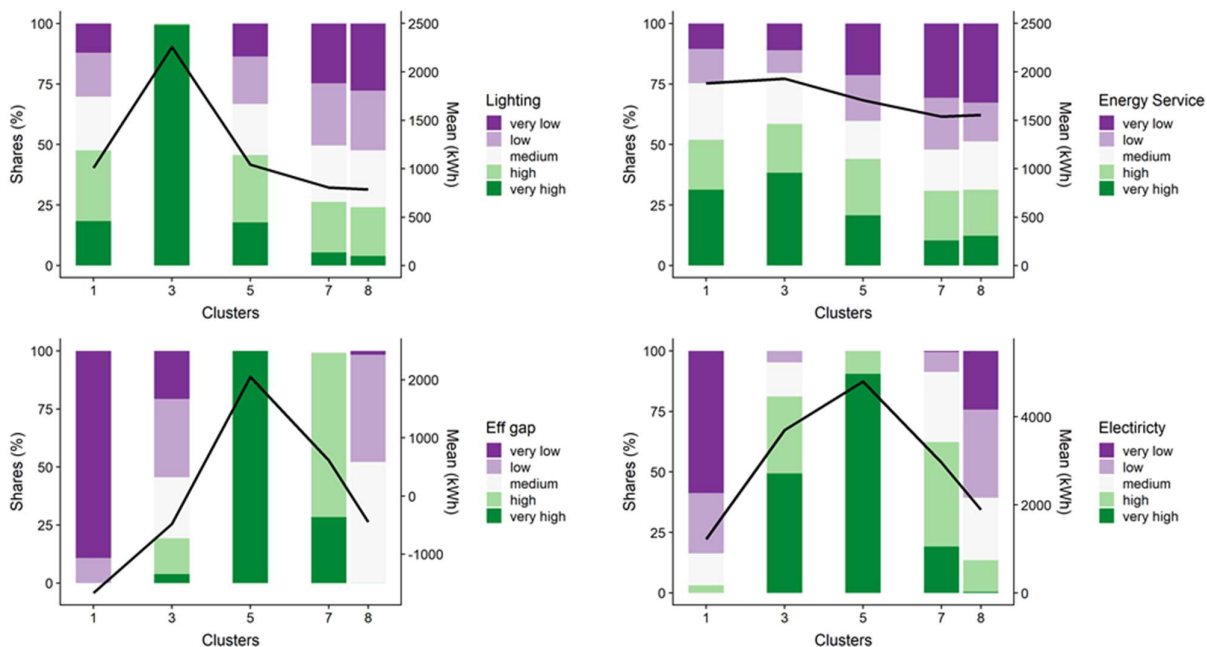 100
75
50
25
0
Shares (%)
1
3
5
7
8
Clusters
2500
2000
1500
1000
500
0
Mean (kWh)
Lighting
very low
low
medium
high
very high
100
75
50
25
0
Shares (%)
1
3
5
7
8
Clusters
2500
2000
1500
1000
500
0
Mean (kWh)
Energy Service
very low
low
medium
high
very high
100
75
50
25
0
Shares (%)
1
3
5
7
8
Clusters
2000
1000
0
-1000
Mean (kWh)
Eff gap
very low
low
medium
high
very high
100
75
50
25
0
Shares (%)
1
3
5
7
8
Clusters
4000
2000
0
Mean (kWh)
Electiricty
very low
low
medium
high
very high